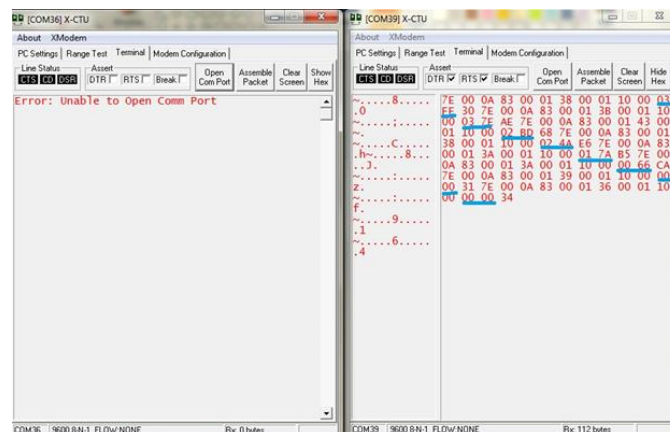 [COM36] X-CTU
About XModem
PC Settings | Range Test | Terminal | Modem Configuration
Line Status
CTS CD DSR
Assert
DTR RTS Break
Open Com Port
Assemble Packet
Clear Screen
Show Hex
Error: Unable to Open Comm Port
COM36 9600 8-N-1 FLOW:NONE Rx: 0 bytes
[COM39] X-CTU
About XModem
PC Settings | Range Test | Terminal | Modem Configuration
Line Status
CTS CD DSR
Assert
DTR RTS Break
Open Com Port
Assemble Packet
Clear Screen
Hide Hex
~.....8.....
.0
~.....;.....
~.....C.....
.h~.....8...
..J.
~.....:.....
z.
~.....:.....
f.
~.....9.....
.1
~.....6.....
.4
7E 00 0A 83 00 01 38 00 01 10 00 03
FF 30 7E 00 0A 83 00 01 3B 00 01 10
00 03 7F AE 7E 00 0A 83 00 01 43 00
01 10 00 02 BD 68 7E 00 0A 83 00 01
38 00 01 10 00 02 4A E6 7E 00 0A 83
00 01 3A 00 01 10 00 01 7A B5 7E 00
0A 83 00 01 3A 00 01 10 00 00 66 CA
7E 00 0A 83 00 01 39 00 01 10 00 00
00 31 7E 00 0A 83 00 01 36 00 01 10
00 00 00 34
COM39 9600 8-N-1 FLOW:NONE Rx: 112 bytes